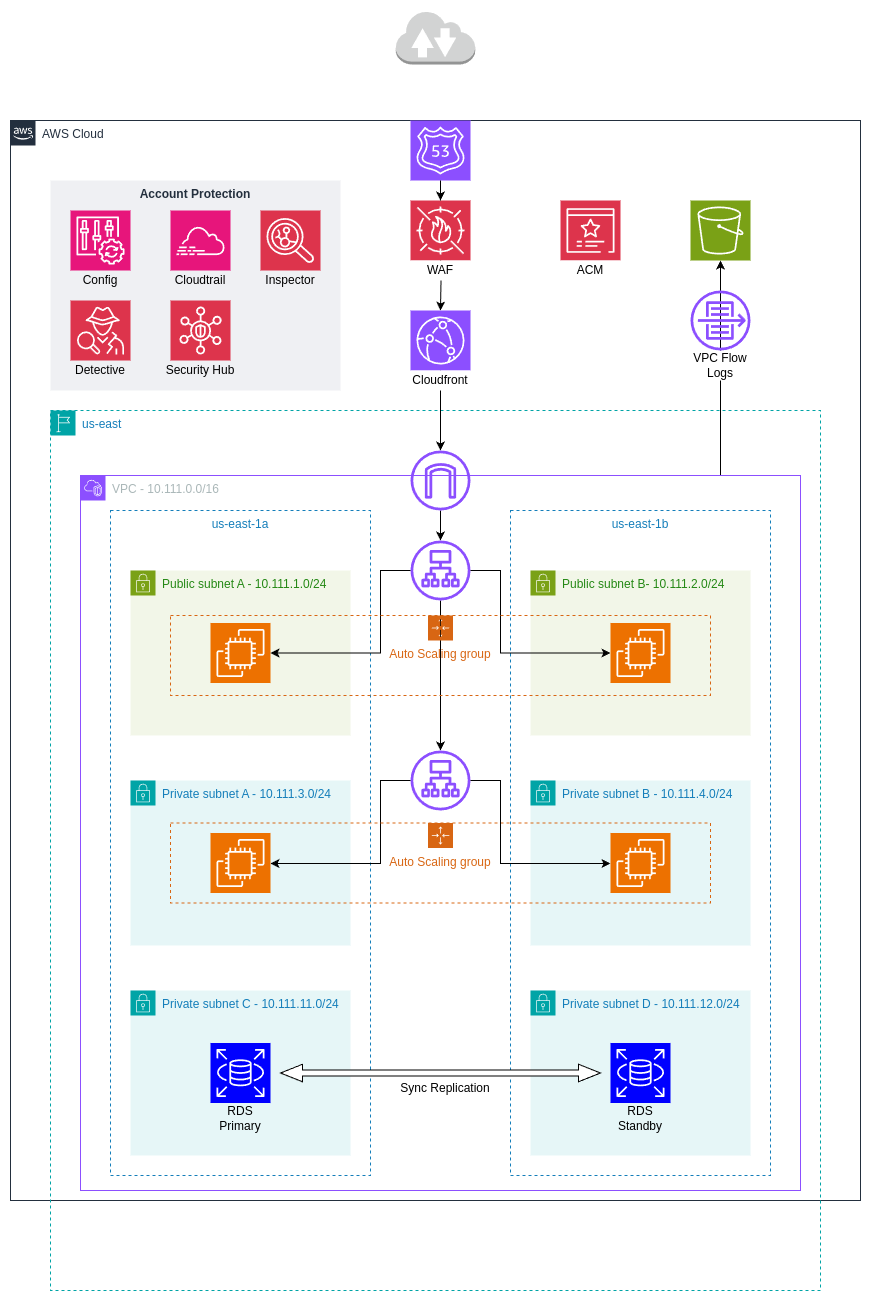 aws
AWS Cloud
53
Account Protection
Config
Cloudtrail
Inspector
Detective
Security Hub
WAF
ACM
Cloudfront
VPC Flow
Logs
us-east
VPC - 10.111.0.0/16
us-east-1a
us-east-1b
Public subnet A - 10.111.1.0/24
Public subnet B- 10.111.2.0/24
Auto Scaling group
Private subnet A - 10.111.3.0/24
Private subnet B - 10.111.4.0/24
Auto Scaling group
Private subnet C - 10.111.11.0/24
Private subnet D - 10.111.12.0/24
Sync Replication
RDS
Primary
RDS
Standby